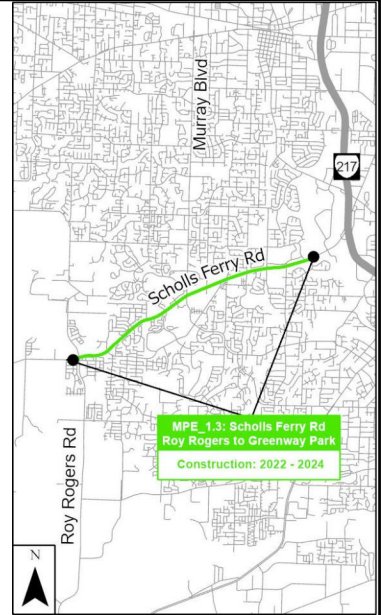 Murray Blvd
217
Scholls Ferry Rd
MPE_1.3: Scholls Ferry Rd
Roy Rogers to Greenway Park
Construction: 2022 - 2024
Roy Rogers Rd
N